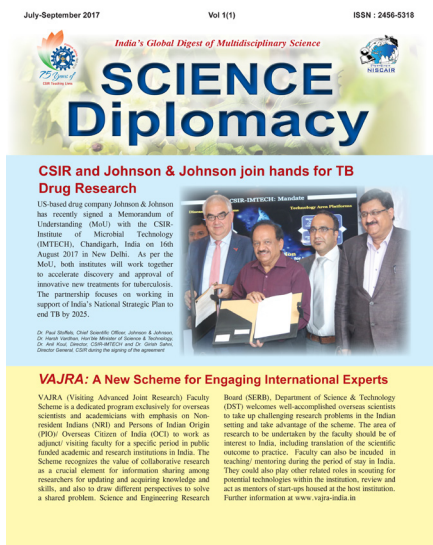 July-September 2017 Vol 1(1) ISSN : 2456-5318
India's Global Digest of Multidisciplinary Science
75 Years of
CSIR Touching Lives
NISCAIR
SCIENCE
Diplomacy
CSIR and Johnson & Johnson join hands for TB
Drug Research
US-based drug company Johnson & Johnson
has recently signed a Memorandum of
Understanding (MoU) with the CSIR-
Institute of Microbial Technology
(IMTECH), Chandigarh, India on 16th
August 2017 in New Delhi. As per the
MoU, both institutes will work together
to accelerate discovery and approval of
innovative new treatments for tuberculosis.
The partnership focuses on working in
support of India's National Strategic Plan to
end TB by 2025.
CSIR-IMTECH: Mandate
Technology Area Platforms
Dr. Paul Stoffels, Chief Scientific Officer, Johnson & Johnson,
Dr. Harsh Vardhan, Hon'ble Minister of Science & Technology,
Dr. Anil Koul, Director, CSIR-IMTECH and Dr. Girish Sahni,
Director General, CSIR during the signing of the agreement
VAJRA: A New Scheme for Engaging International Experts
VAJRA (Visiting Advanced Joint Research) Faculty
Scheme is a dedicated program exclusively for overseas
scientists and academicians with emphasis on Non-
resident Indians (NRI) and Persons of Indian Origin
(PIO)/ Overseas Citizen of India (OCI) to work as
adjunct/ visiting faculty for a specific period in public
funded academic and research institutions in India. The
Scheme recognizes the value of collaborative research
as a crucial element for information sharing among
researchers for updating and acquiring knowledge and
skills, and also to draw different perspectives to solve
a shared problem. Science and Engineering Research
Board (SERB), Department of Science & Technology
(DST) welcomes well-accomplished overseas scientists
to take up challenging research problems in the Indian
setting and take advantage of the scheme. The area of
research to be undertaken by the faculty should be of
interest to India, including translation of the scientific
outcome to practice. Faculty can also be incuded in
teaching/ mentoring during the period of stay in India.
They could also play other related roles in scouting for
potential technologies within the institution, review and
act as mentors of start-ups housed at the host institution.
Further information at www.vajra-india.in